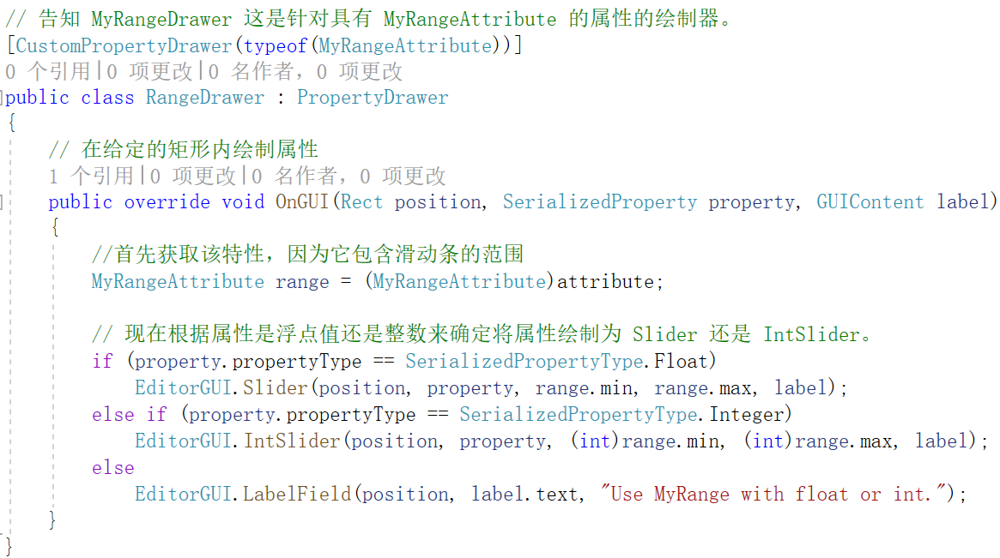 // 告知 MyRangeDrawer 这是针对具有 MyRangeAttribute 的属性的绘制器。
[CustomPropertyDrawer(typeof(MyRangeAttribute))]
0 个引用|0 项更改|0 名作者，0 项更改
public class RangeDrawer : PropertyDrawer
{
    // 在给定的矩形内绘制属性
    1 个引用|0 项更改|0 名作者，0 项更改
    public override void OnGUI(Rect position, SerializedProperty property, GUIContent label)
    {
        //首先获取该特性，因为它包含滑动条的范围
        MyRangeAttribute range = (MyRangeAttribute)attribute;
        // 现在根据属性是浮点值还是整数来确定将属性绘制为 Slider 还是 IntSlider。
        if (property.propertyType == SerializedPropertyType.Float)
            EditorGUI.Slider(position, property, range.min, range.max, label);
        else if (property.propertyType == SerializedPropertyType.Integer)
            EditorGUI.IntSlider(position, property, (int)range.min, (int)range.max, label);
        else
            EditorGUI.LabelField(position, label.text, "Use MyRange with float or int.");
    }
}